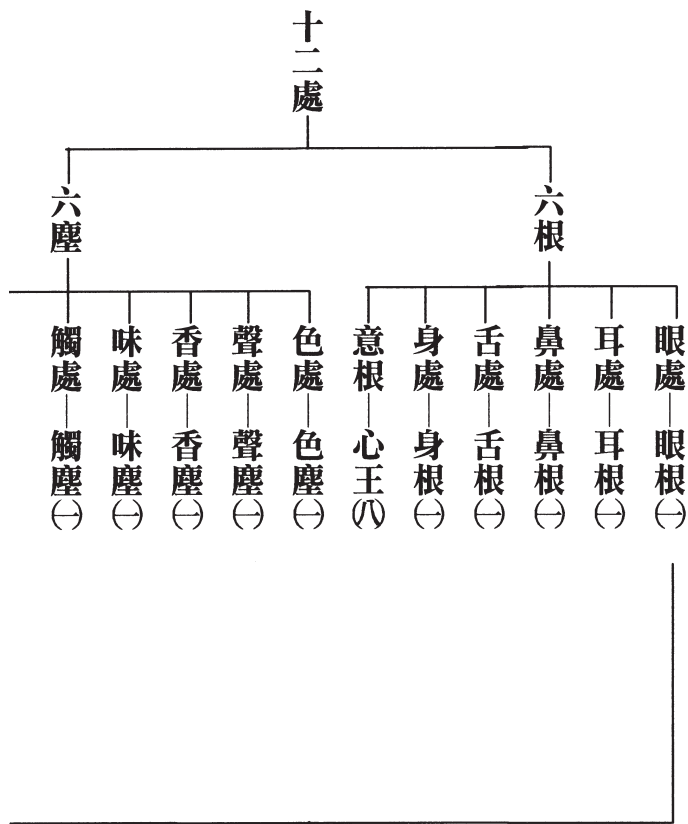 十二處
六根
眼處—眼根㈠
耳處—耳根㈠
鼻處—鼻根㈠
舌處—舌根㈠
身處—身根㈠
意根—心王㈧
六塵
色處—色塵㈠
聲處—聲塵㈠
香處—香塵㈠
味處—味塵㈠
觸處—觸塵㈠